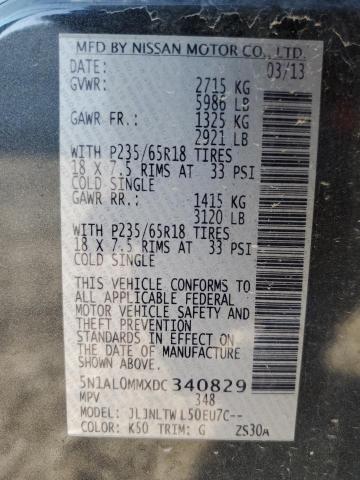 MFD BY NISSAN MOTOR CO., LTD.
DATE: 03/13
GVWR: 2715 KG
5986 LB
GAWR FR: 1325 KG
2921 LB
WITH P235/65R18 TIRES
18 X 7.5 RIMS AT 33 PSI
COLD SINGLE
GAWR RR.: 1415 KG
3120 LB
WITH P235/65R18 TIRES
18 X 7.5 RIMS AT 33 PSI
COLD SINGLE
THIS VEHICLE CONFORMS TO
ALL APPLICABLE FEDERAL
MOTOR VEHICLE SAFETY AND
THEFT PREVENTION
STANDARDS IN EFFECT ON
THE DATE OF MANUFACTURE
SHOWN ABOVE.
5N1AL0MMXDC340829
MPV 348
MODEL: JL3NLTWL50EU7C--
COLOR: K50 TRIM: G ZS30A